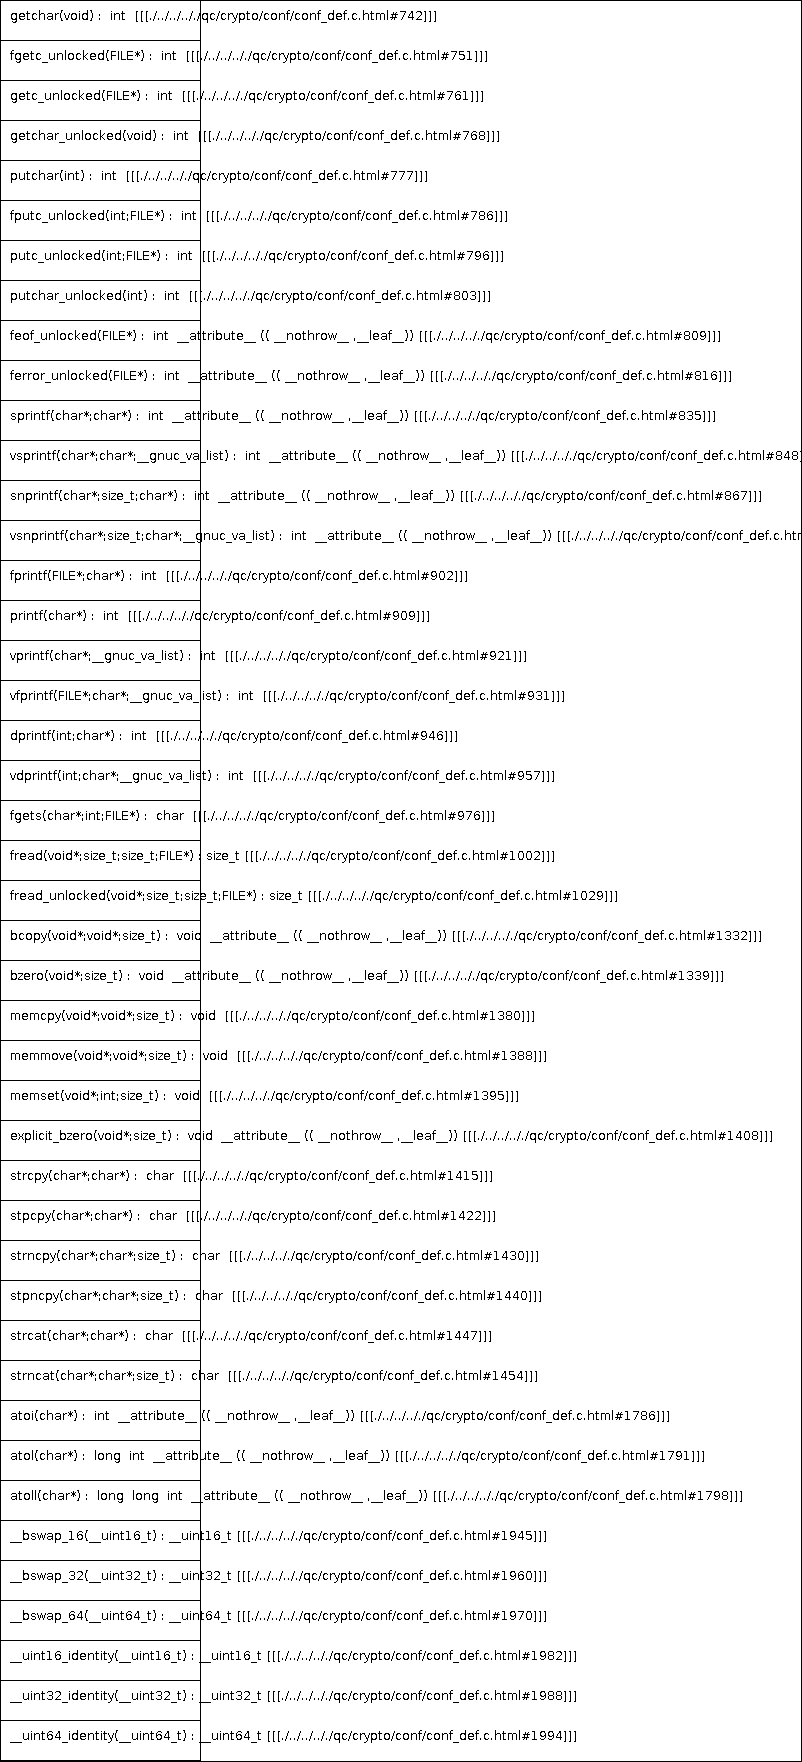 getchar(void) : int [[[./../../../../qc/crypto/conf/conf_def.c.html#742]]]
fgetc_unlocked(FILE*) : int [[[./../../../../qc/crypto/conf/conf_def.c.html#751]]]
getc_unlocked(FILE*) : int [[[./../../../../qc/crypto/conf/conf_def.c.html#761]]]
getchar_unlocked(void) : int [[[./../../../../qc/crypto/conf/conf_def.c.html#768]]]
putchar(int) : int [[[./../../../../qc/crypto/conf/conf_def.c.html#777]]]
fputc_unlocked(int;FILE*) : int [[[./../../../../qc/crypto/conf/conf_def.c.html#786]]]
putc_unlocked(int;FILE*) : int [[[./../../../../qc/crypto/conf/conf_def.c.html#796]]]
putchar_unlocked(int) : int [[[./../../../../qc/crypto/conf/conf_def.c.html#803]]]
feof_unlocked(FILE*) : int __attribute__ (( __nothrow__ ,__leaf__)) [[[./../../../../qc/crypto/conf/conf_def.c.html#809]]]
ferror_unlocked(FILE*) : int __attribute__ (( __nothrow__ ,__leaf__)) [[[./../../../../qc/crypto/conf/conf_def.c.html#816]]]
sprintf(char*;char*) : int __attribute__ (( __nothrow__ ,__leaf__)) [[[./../../../../qc/crypto/conf/conf_def.c.html#835]]]
vsprintf(char*;char*;__gnuc_va_list) : int __attribute__ (( __nothrow__ ,__leaf__)) [[[./../../../../qc/crypto/conf/conf_def.c.html#848]
snprintf(char*;size_t;char*) : int __attribute__ (( __nothrow__ ,__leaf__)) [[[./../../../../qc/crypto/conf/conf_def.c.html#867]]]
vsnprintf(char*;size_t;char*;__gnuc_va_list) : int __attribute__ (( __nothrow__ ,__leaf__)) [[[./../../../../qc/crypto/conf/conf_def.c.htr
fprintf(FILE*;char*) : int [[[./../../../../qc/crypto/conf/conf_def.c.html#902]]]
printf(char*) : int [[[./../../../../qc/crypto/conf/conf_def.c.html#909]]]
vprintf(char*;__gnuc_va_list) : int [[[./../../../../qc/crypto/conf/conf_def.c.html#921]]]
vfprintf(FILE*;char*;__gnuc_va_list) : int [[[./../../../../qc/crypto/conf/conf_def.c.html#931]]]
dprintf(int;char*) : int [[[./../../../../qc/crypto/conf/conf_def.c.html#946]]]
vdprintf(int;char*;__gnuc_va_list) : int [[[./../../../../qc/crypto/conf/conf_def.c.html#957]]]
fgets(char*;int;FILE*) : char [[[./../../../../qc/crypto/conf/conf_def.c.html#976]]]
fread(void*;size_t;size_t;FILE*) : size_t [[[./../../../../qc/crypto/conf/conf_def.c.html#1002]]]
fread_unlocked(void*;size_t;size_t;FILE*) : size_t [[[./../../../../qc/crypto/conf/conf_def.c.html#1029]]]
bcopy(void*;void*;size_t) : void __attribute__ (( __nothrow__ ,__leaf__)) [[[./../../../../qc/crypto/conf/conf_def.c.html#1332]]]
bzero(void*;size_t) : void __attribute__ (( __nothrow__ ,__leaf__)) [[[./../../../../qc/crypto/conf/conf_def.c.html#1339]]]
memcpy(void*;void*;size_t) : void [[[./../../../../qc/crypto/conf/conf_def.c.html#1380]]]
memmove(void*;void*;size_t) : void [[[./../../../../qc/crypto/conf/conf_def.c.html#1388]]]
memset(void*;int;size_t) : void [[[./../../../../qc/crypto/conf/conf_def.c.html#1395]]]
explicit_bzero(void*;size_t) : void __attribute__ (( __nothrow__ ,__leaf__)) [[[./../../../../qc/crypto/conf/conf_def.c.html#1408]]]
strcpy(char*;char*) : char [[[./../../../../qc/crypto/conf/conf_def.c.html#1415]]]
stpcpy(char*;char*) : char [[[./../../../../qc/crypto/conf/conf_def.c.html#1422]]]
strncpy(char*;char*;size_t) : char [[[./../../../../qc/crypto/conf/conf_def.c.html#1430]]]
stpncpy(char*;char*;size_t) : char [[[./../../../../qc/crypto/conf/conf_def.c.html#1440]]]
strcat(char*;char*) : char [[[./../../../../qc/crypto/conf/conf_def.c.html#1447]]]
strncat(char*;char*;size_t) : char [[[./../../../../qc/crypto/conf/conf_def.c.html#1454]]]
atoi(char*) : int __attribute__ (( __nothrow__ ,__leaf__)) [[[./../../../../qc/crypto/conf/conf_def.c.html#1786]]]
atol(char*) : long int __attribute__ (( __nothrow__ ,__leaf__)) [[[./../../../../qc/crypto/conf/conf_def.c.html#1791]]]
atoll(char*) : long long int __attribute__ (( __nothrow__ ,__leaf__)) [[[./../../../../qc/crypto/conf/conf_def.c.html#1798]]]
__bswap_16(__uint16_t) : __uint16_t [[[./../../../../qc/crypto/conf/conf_def.c.html#1945]]]
__bswap_32(__uint32_t) : __uint32_t [[[./../../../../qc/crypto/conf/conf_def.c.html#1960]]]
__bswap_64(__uint64_t) : __uint64_t [[[./../../../../qc/crypto/conf/conf_def.c.html#1970]]]
__uint16_identity(__uint16_t) : __uint16_t [[[./../../../../qc/crypto/conf/conf_def.c.html#1982]]]
__uint32_identity(__uint32_t) : __uint32_t [[[./../../../../qc/crypto/conf/conf_def.c.html#1988]]]
__uint64_identity(__uint64_t) : __uint64_t [[[./../../../../qc/crypto/conf/conf_def.c.html#1994]]]